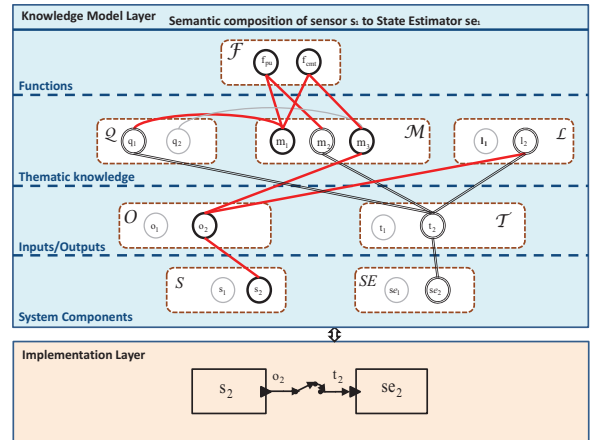 Knowledge Model Layer
Semantic composition of sensor s₁ to State Estimator se₁
F
f_pu f_cmt
Functions
Q M L
q₁ q₂ m₁ m₂ m₃ l₁ l₂
Thematic knowledge
O T
o₁ o₂ t₁ t₂
Inputs/Outputs
S SE
s₁ s₂ se₁ se₂
System Components
Implementation Layer
s₂ o₂ t₂ se₂